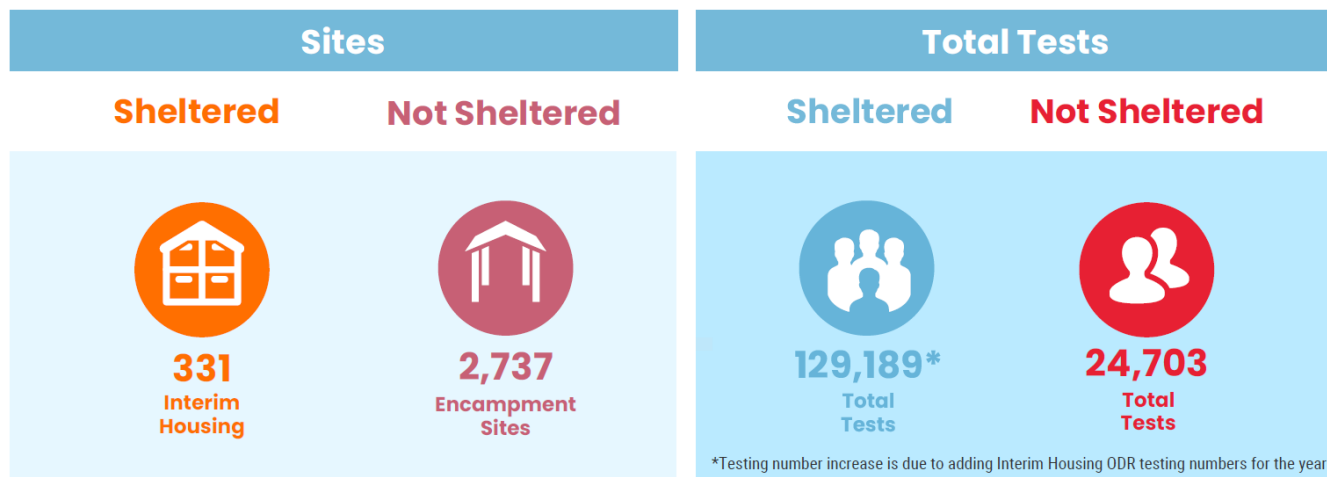 Sites
Total Tests
Sheltered
Not Sheltered
Sheltered
Not Sheltered
331
Interim
Housing
2,737
Encampment
Sites
129,189*
Total
Tests
24,703
Total
Tests
*Testing number increase is due to adding Interim Housing ODR testing numbers for the year